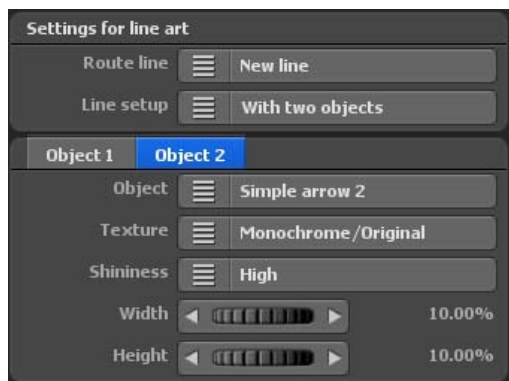 Settings for line art
Route line New line
Line setup With two objects
Object 1 Object 2
Object Simple arrow 2
Texture Monochrome/Original
Shininess High
Width 10.00%
Height 10.00%